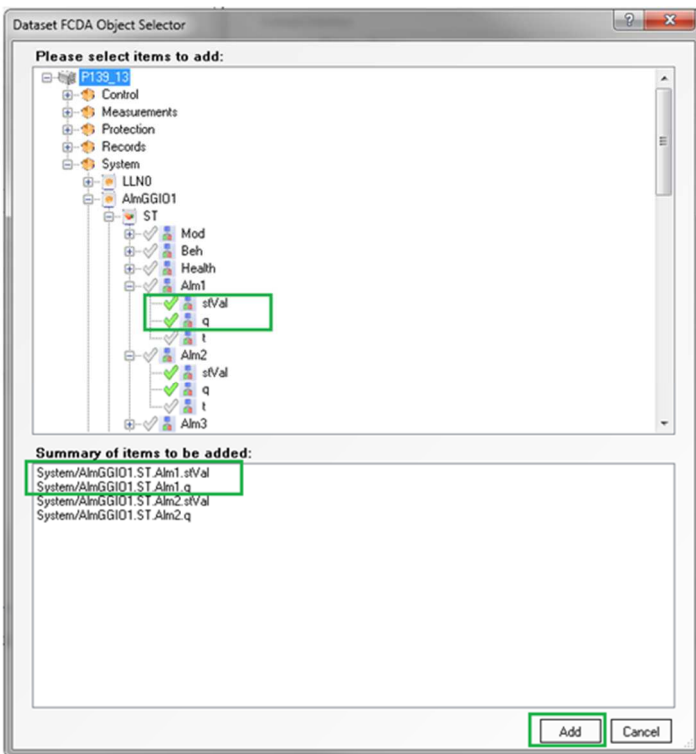 Dataset FCDA Object Selector
Please select items to add:
P139_13
Control
Measurements
Protection
Records
System
LLN0
AlmGGIO1
ST
Mod
Beh
Health
Alm1
stVal
q
t
Alm2
stVal
q
t
Alm3
Summary of items to be added:
System/AlmGGIO1.ST.Alm1.stVal
System/AlmGGIO1.ST.Alm1.q
System/AlmGGIO1.ST.Alm2.stVal
System/AlmGGIO1.ST.Alm2.q
Add Cancel